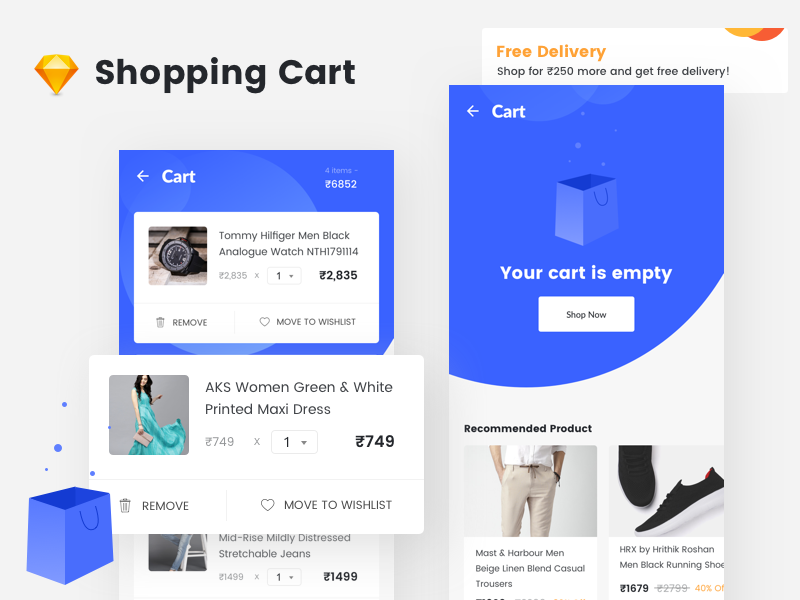 Shopping Cart
Free Delivery
Shop for ₹250 more and get free delivery!
Cart
4 items -
₹6852
Tommy Hilfiger Men Black
Analogue Watch NTH1791114
₹2,835 x 1 ₹2,835
REMOVE MOVE TO WISHLIST
AKS Women Green & White
Printed Maxi Dress
₹749 x 1 ₹749
REMOVE MOVE TO WISHLIST
Mid-Rise Mildly Distressed
Stretchable Jeans
₹1499 x 1 ₹1499
Cart
Your cart is empty
Shop Now
Recommended Product
Mast & Harbour Men
Beige Linen Blend Casual
Trousers
HRX by Hrithik Roshan
Men Black Running Shoe
₹1679 ₹2799 40% Of